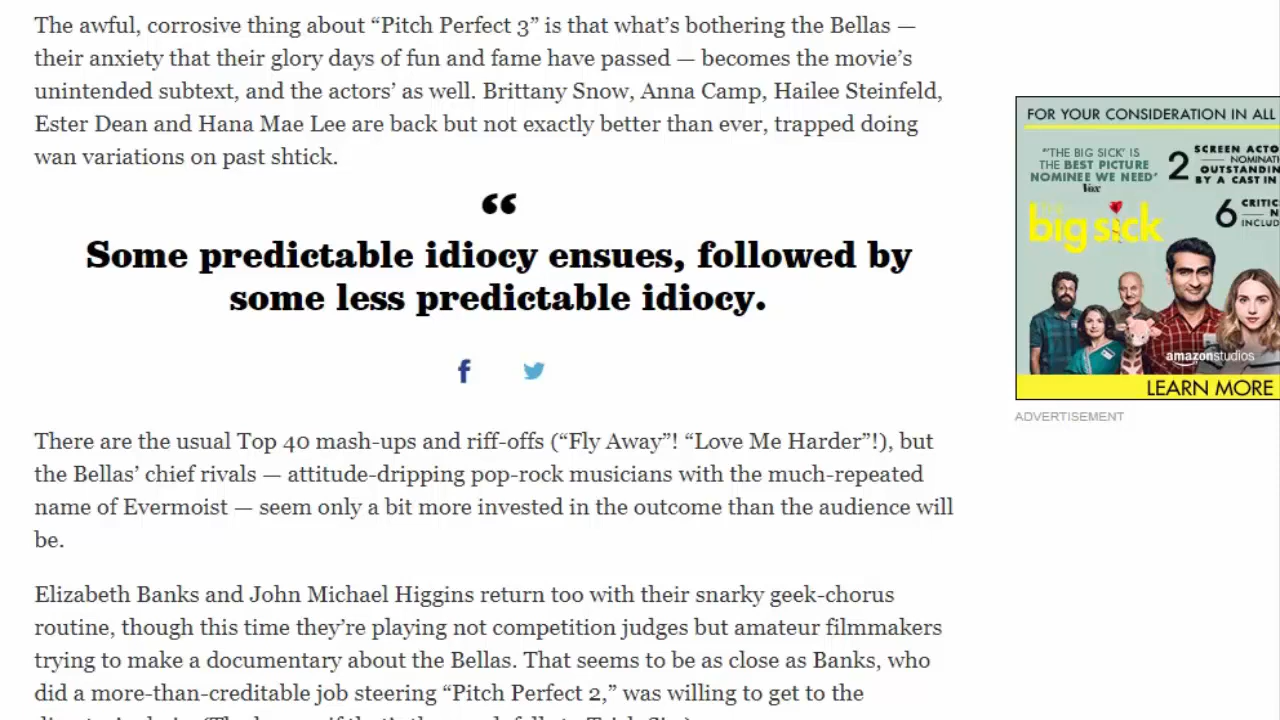 The awful, corrosive thing about “Pitch Perfect 3” is that what’s bothering the Bellas —
their anxiety that their glory days of fun and fame have passed — becomes the movie’s
unintended subtext, and the actors’ as well. Brittany Snow, Anna Camp, Hailee Steinfeld,
Ester Dean and Hana Mae Lee are back but not exactly better than ever, trapped doing
wan variations on past shtick.
“
Some predictable idiocy ensues, followed by
some less predictable idiocy.
There are the usual Top 40 mash-ups and riff-offs (“Fly Away”! “Love Me Harder”!), but
the Bellas’ chief rivals — attitude-dripping pop-rock musicians with the much-repeated
name of Evermoist — seem only a bit more invested in the outcome than the audience will
be.
Elizabeth Banks and John Michael Higgins return too with their snarky geek-chorus
routine, though this time they’re playing not competition judges but amateur filmmakers
trying to make a documentary about the Bellas. That seems to be as close as Banks, who
did a more-than-creditable job steering “Pitch Perfect 2,” was willing to get to the
FOR YOUR CONSIDERATION IN ALL
“‘THE BIG SICK’ IS
THE BEST PICTURE
NOMINEE WE NEED”
Vox
2 SCREEN ACTO
NOMINATI
OUTSTANDIN
BY A CAST IN
big sick
6 CRITIC
N
INCLUD
amazonstudios
LEARN MORE
ADVERTISEMENT